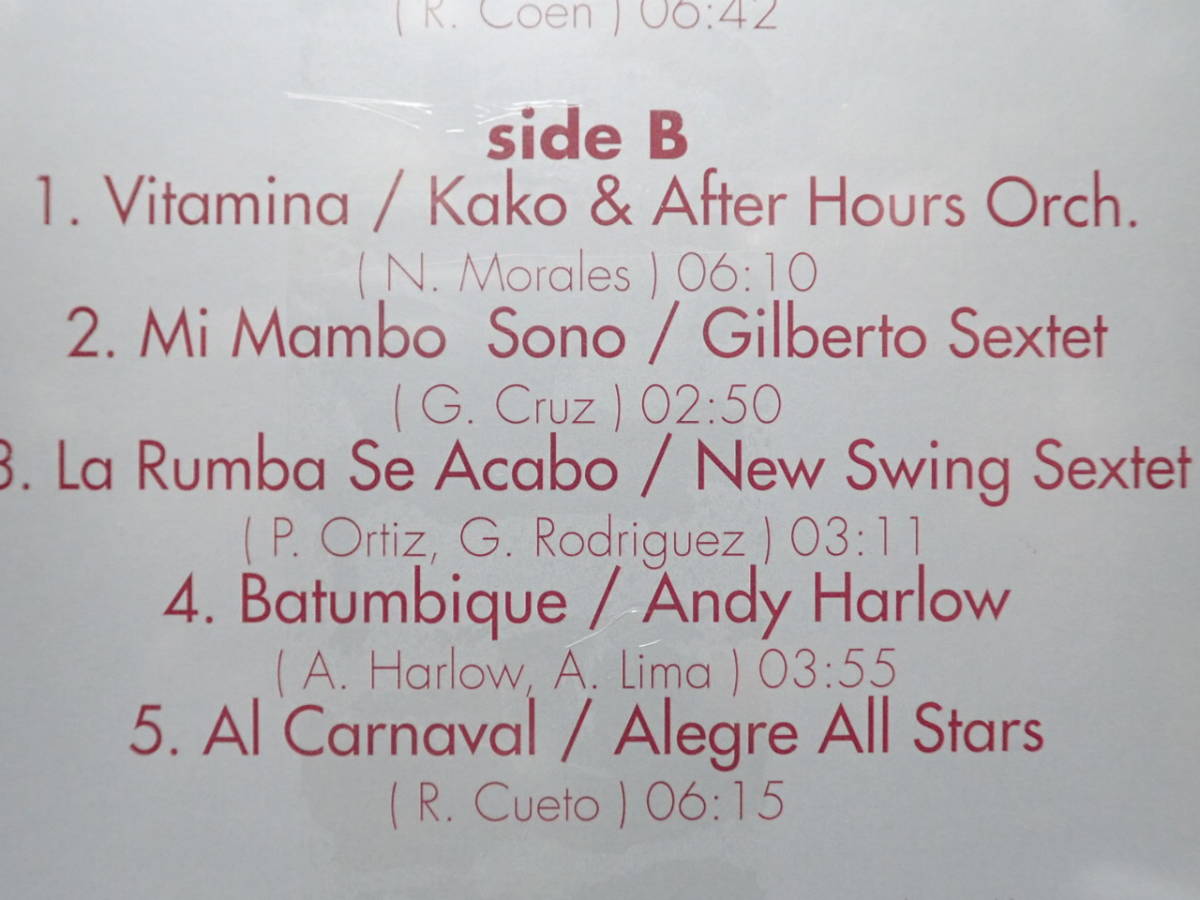 ( R. Coen ) 06:42
side B
1. Vitamina / Kako & After Hours Orch.
( N. Morales ) 06:10
2. Mi Mambo Sono / Gilberto Sextet
( G. Cruz ) 02:50
3. La Rumba Se Acabo / New Swing Sextet
( P. Ortiz, G. Rodriguez ) 03:11
4. Batumbique / Andy Harlow
( A. Harlow, A. Lima ) 03:55
5. Al Carnaval / Alegre All Stars
( R. Cueto ) 06:15